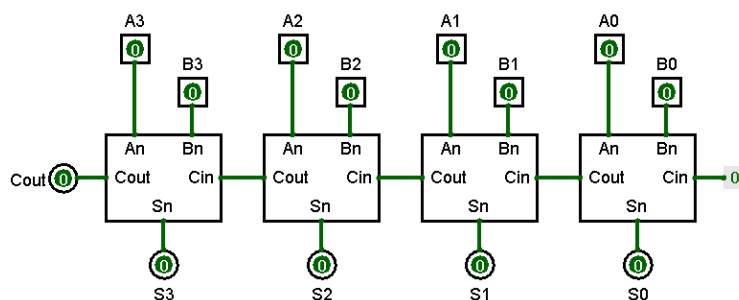 A3 A2 A1 A0
0 0 0 0
B3 B2 B1 B0
0 0 0 0
An Bn An Bn An Bn An Bn
Cout 0 Cout Cin Cout Cin Cout Cin Cout Cin 0
Sn Sn Sn Sn
0 0 0 0
S3 S2 S1 S0